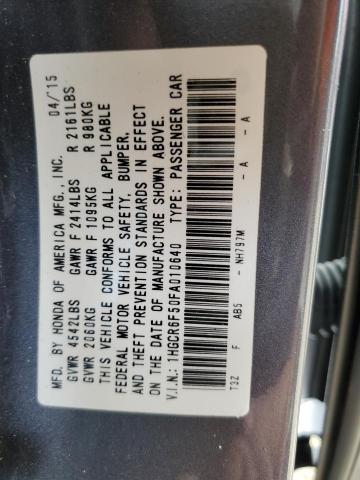 MFD. BY HONDA OF AMERICA MFG., INC. 04/'15
GVWR 4542LBS GAWR F 2414LBS R 2161LBS
GVWR 2060KG GAWR F 1095KG R 980KG
THIS VEHICLE CONFORMS TO ALL APPLICABLE
FEDERAL MOTOR VEHICLE SAFETY, BUMPER,
AND THEFT PREVENTION STANDARDS IN EFFECT
ON THE DATE OF MANUFACTURE SHOWN ABOVE.
V.I.N.: 1HGCR6F50FA010640 TYPE: PASSENGER CAR
T3Z F AB5 - NH797M - A - A